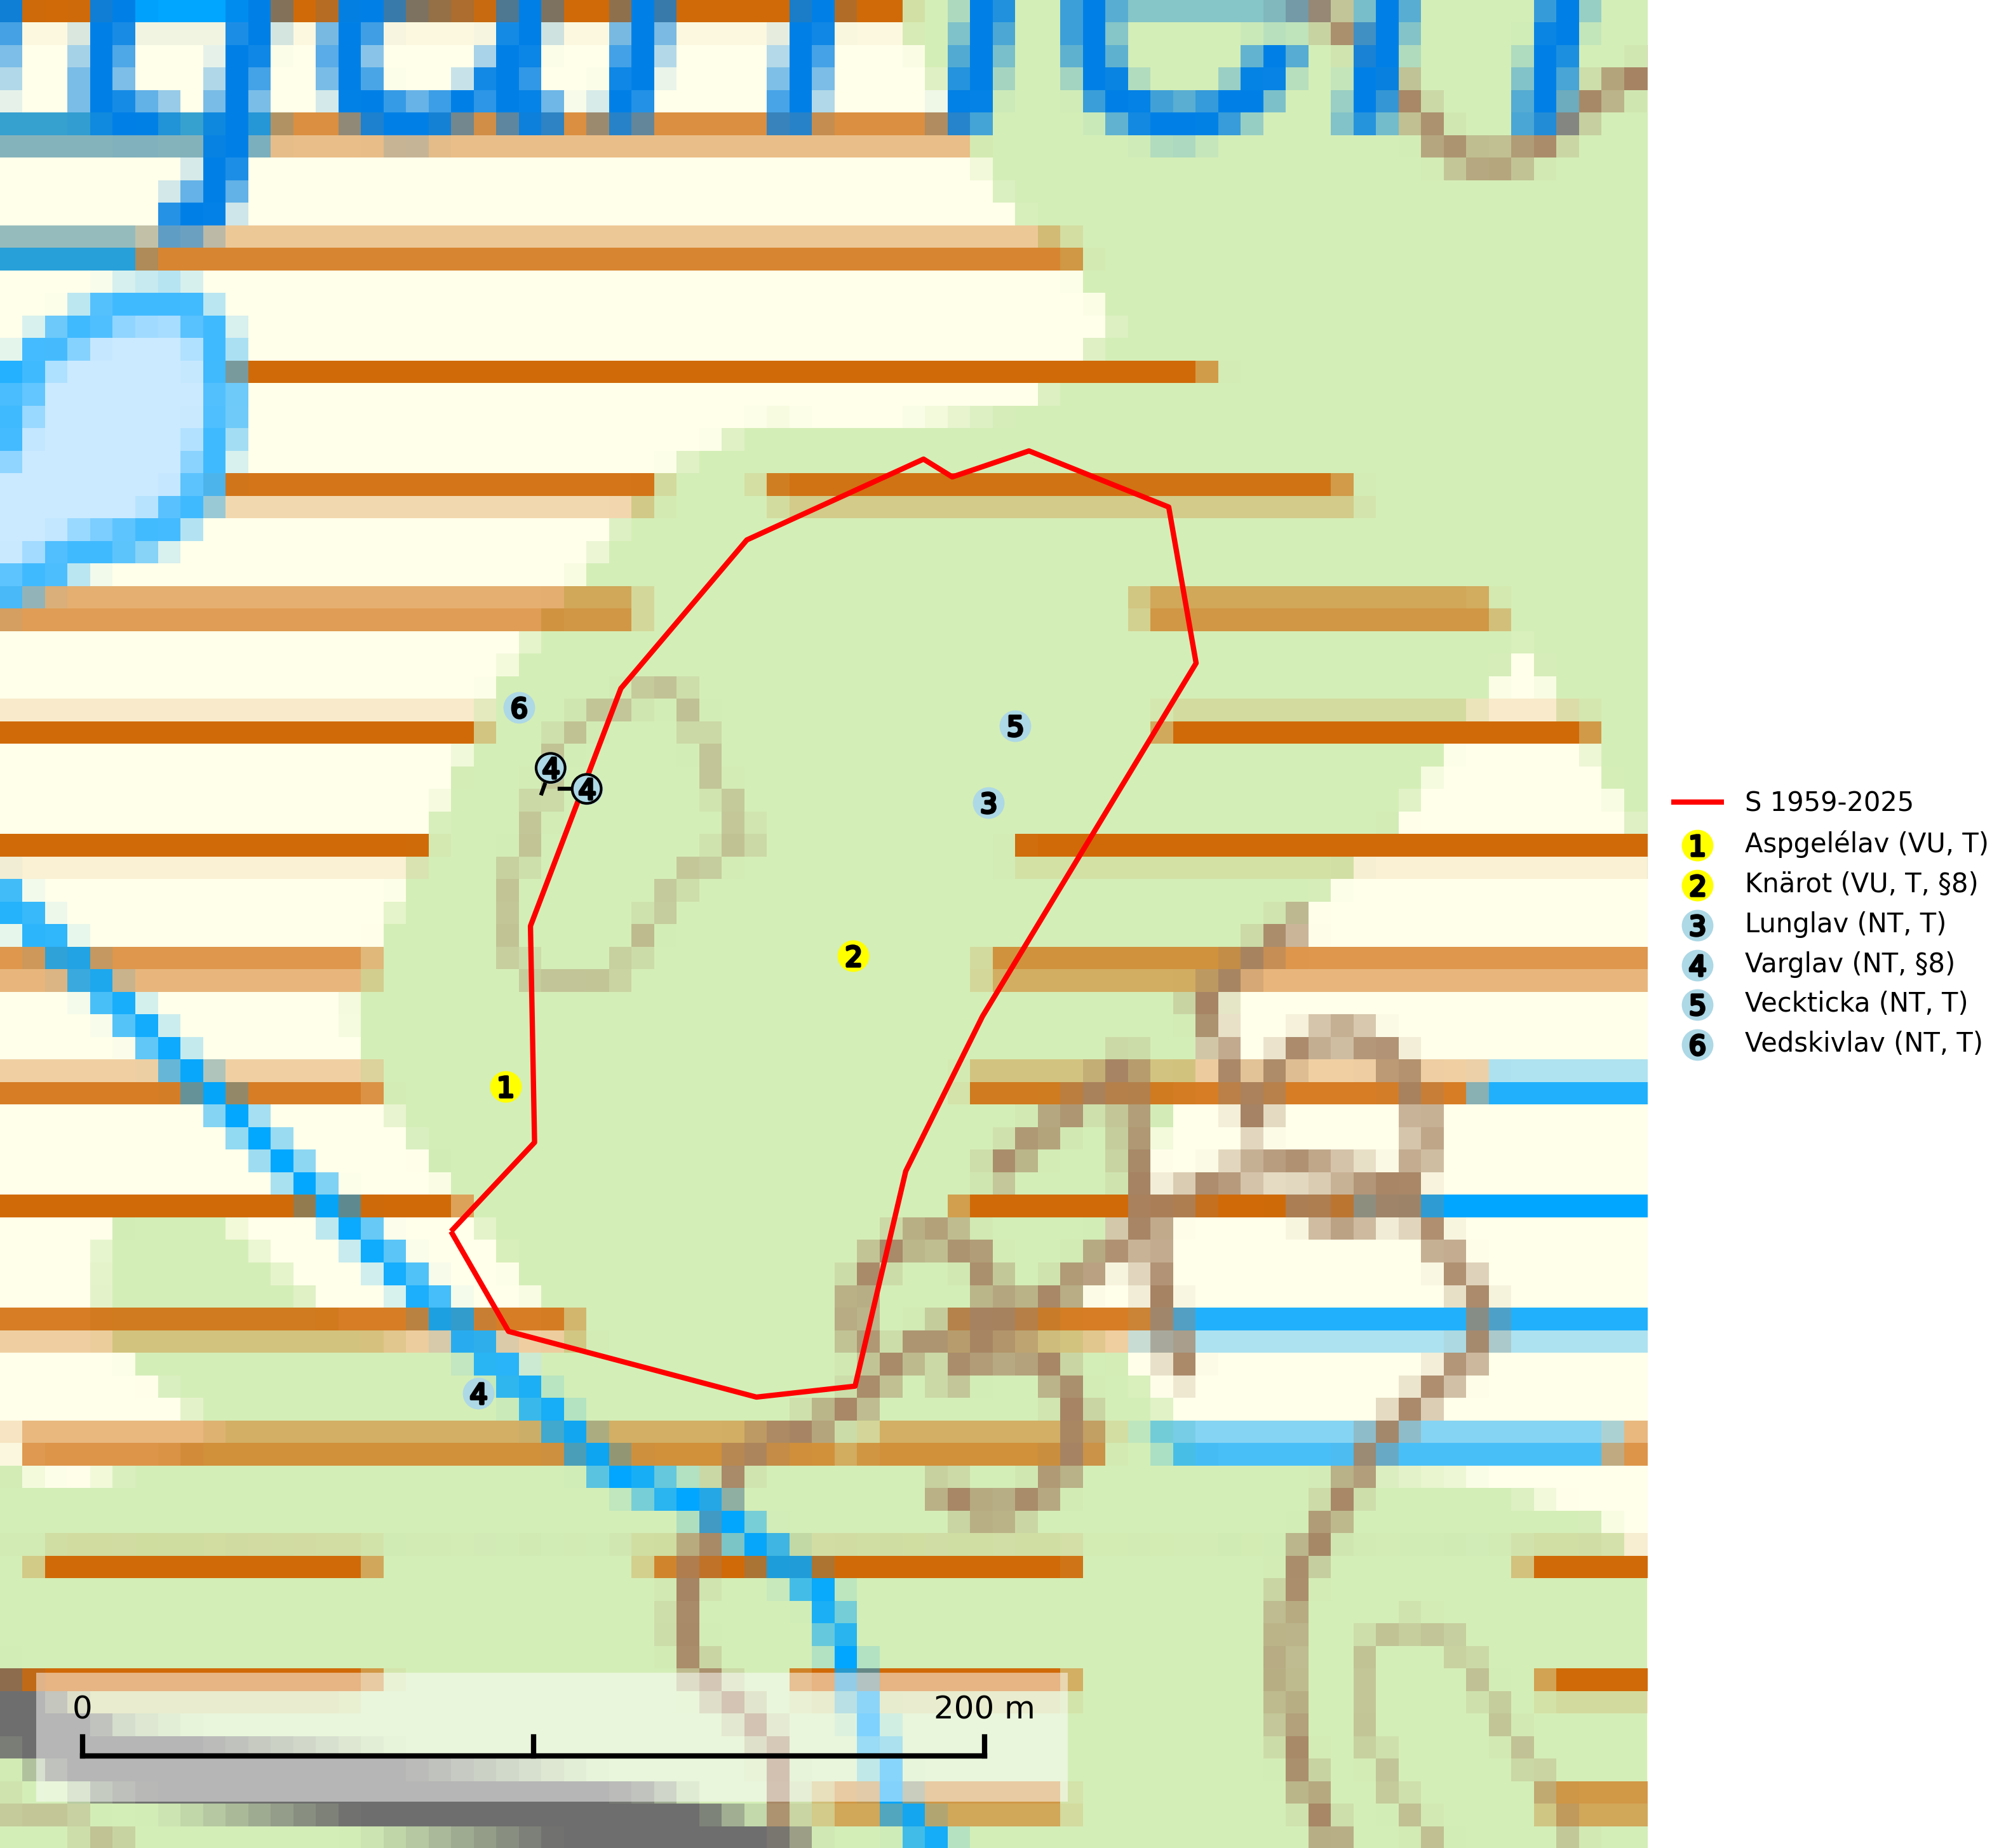 6
5
4
4
3
2
1
4
0
200 m
S 1959-2025
1 Aspgelélav (VU, T)
2 Knärot (VU, T, §8)
3 Lunglav (NT, T)
4 Varglav (NT, §8)
5 Veckticka (NT, T)
6 Vedskivlav (NT, T)